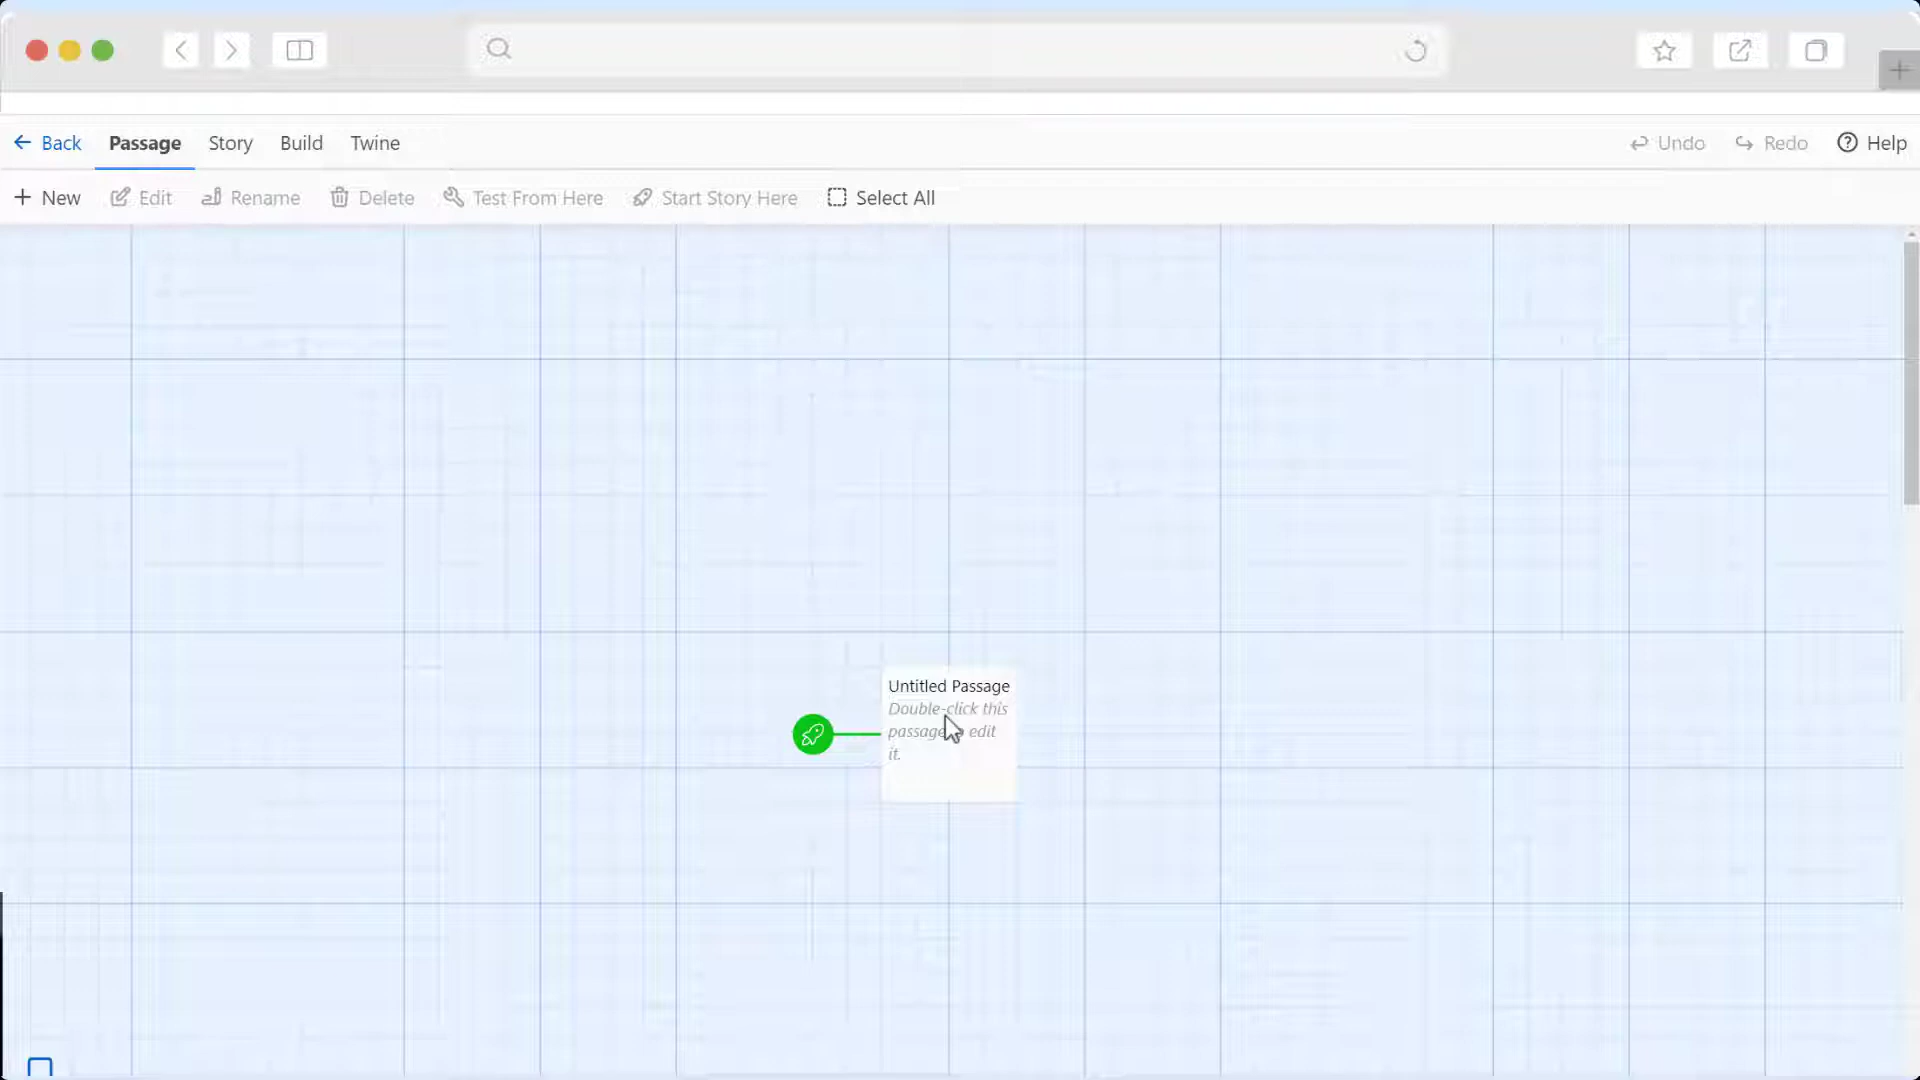 Back Passage Story Build Twine Undo Redo Help
New Edit Rename Delete Test From Here Start Story Here Select All
Untitled Passage
Double-click this
passage edit
it.